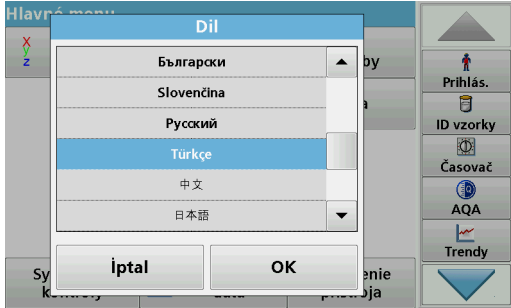 Hlavné menu
Dil
X
y
z
Български
by
Slovenčina
Русский
Türkçe
中文
日本語
İptal
OK
Prihlás.
ID vzorky
Časovač
AQA
Trendy